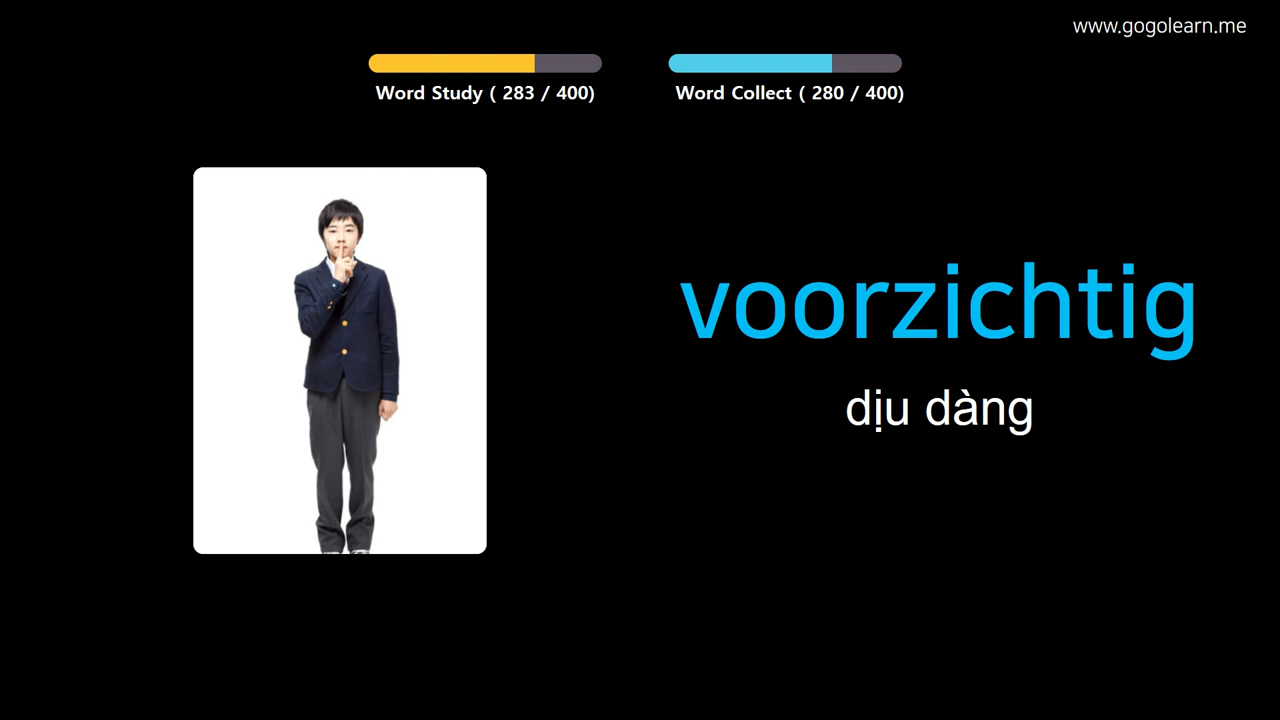 www.gogolearn.me
Word Study ( 283 / 400)
Word Collect ( 280 / 400)
voorzichtig
dịu dàng